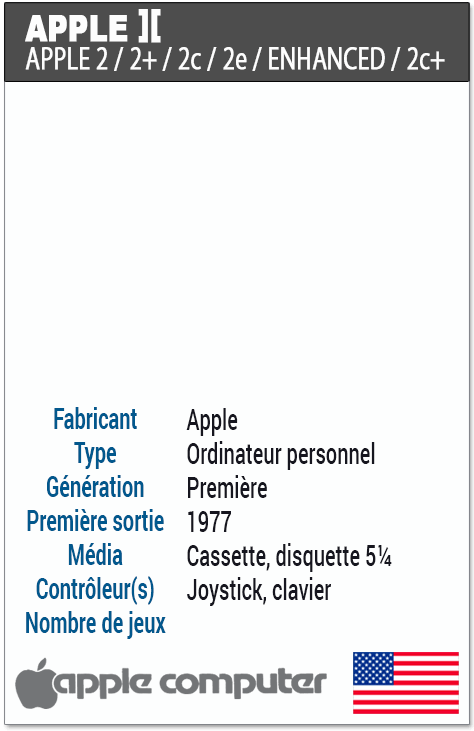 APPLE ][
APPLE 2 / 2+ / 2c / 2e / ENHANCED / 2c+
Fabricant Apple
Type Ordinateur personnel
Génération Première
Première sortie 1977
Média Cassette, disquette 5¼
Contrôleur(s) Joystick, clavier
Nombre de jeux
apple computer